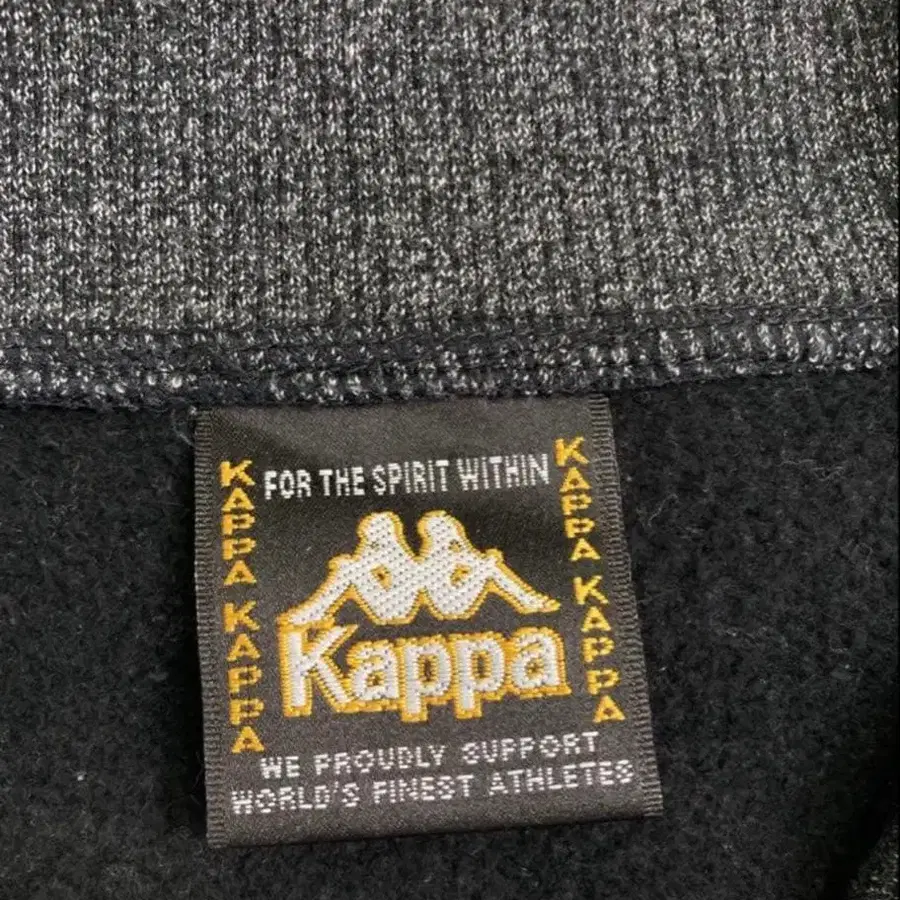 FOR THE SPIRIT WITHIN
KAPPA KAPPA
KAPPA KAPPA
Kappa
WE PROUDLY SUPPORT
WORLD'S FINEST ATHLETES